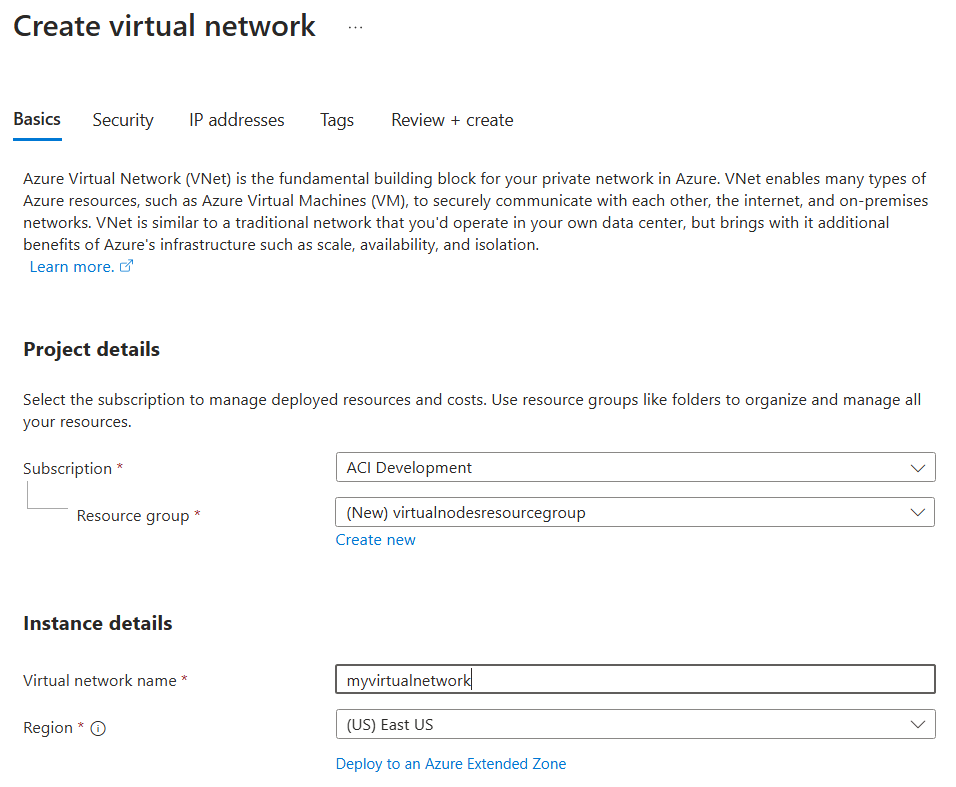 Create virtual network ...
Basics Security IP addresses Tags Review + create
Azure Virtual Network (VNet) is the fundamental building block for your private network in Azure. VNet enables many types of
Azure resources, such as Azure Virtual Machines (VM), to securely communicate with each other, the internet, and on-premises
networks. VNet is similar to a traditional network that you'd operate in your own data center, but brings with it additional
benefits of Azure's infrastructure such as scale, availability, and isolation.
Learn more.
Project details
Select the subscription to manage deployed resources and costs. Use resource groups like folders to organize and manage all
your resources.
Subscription * ACI Development
Resource group * (New) virtualnodesresourcegroup
Create new
Instance details
Virtual network name * myvirtualnetwork
Region * (US) East US
Deploy to an Azure Extended Zone